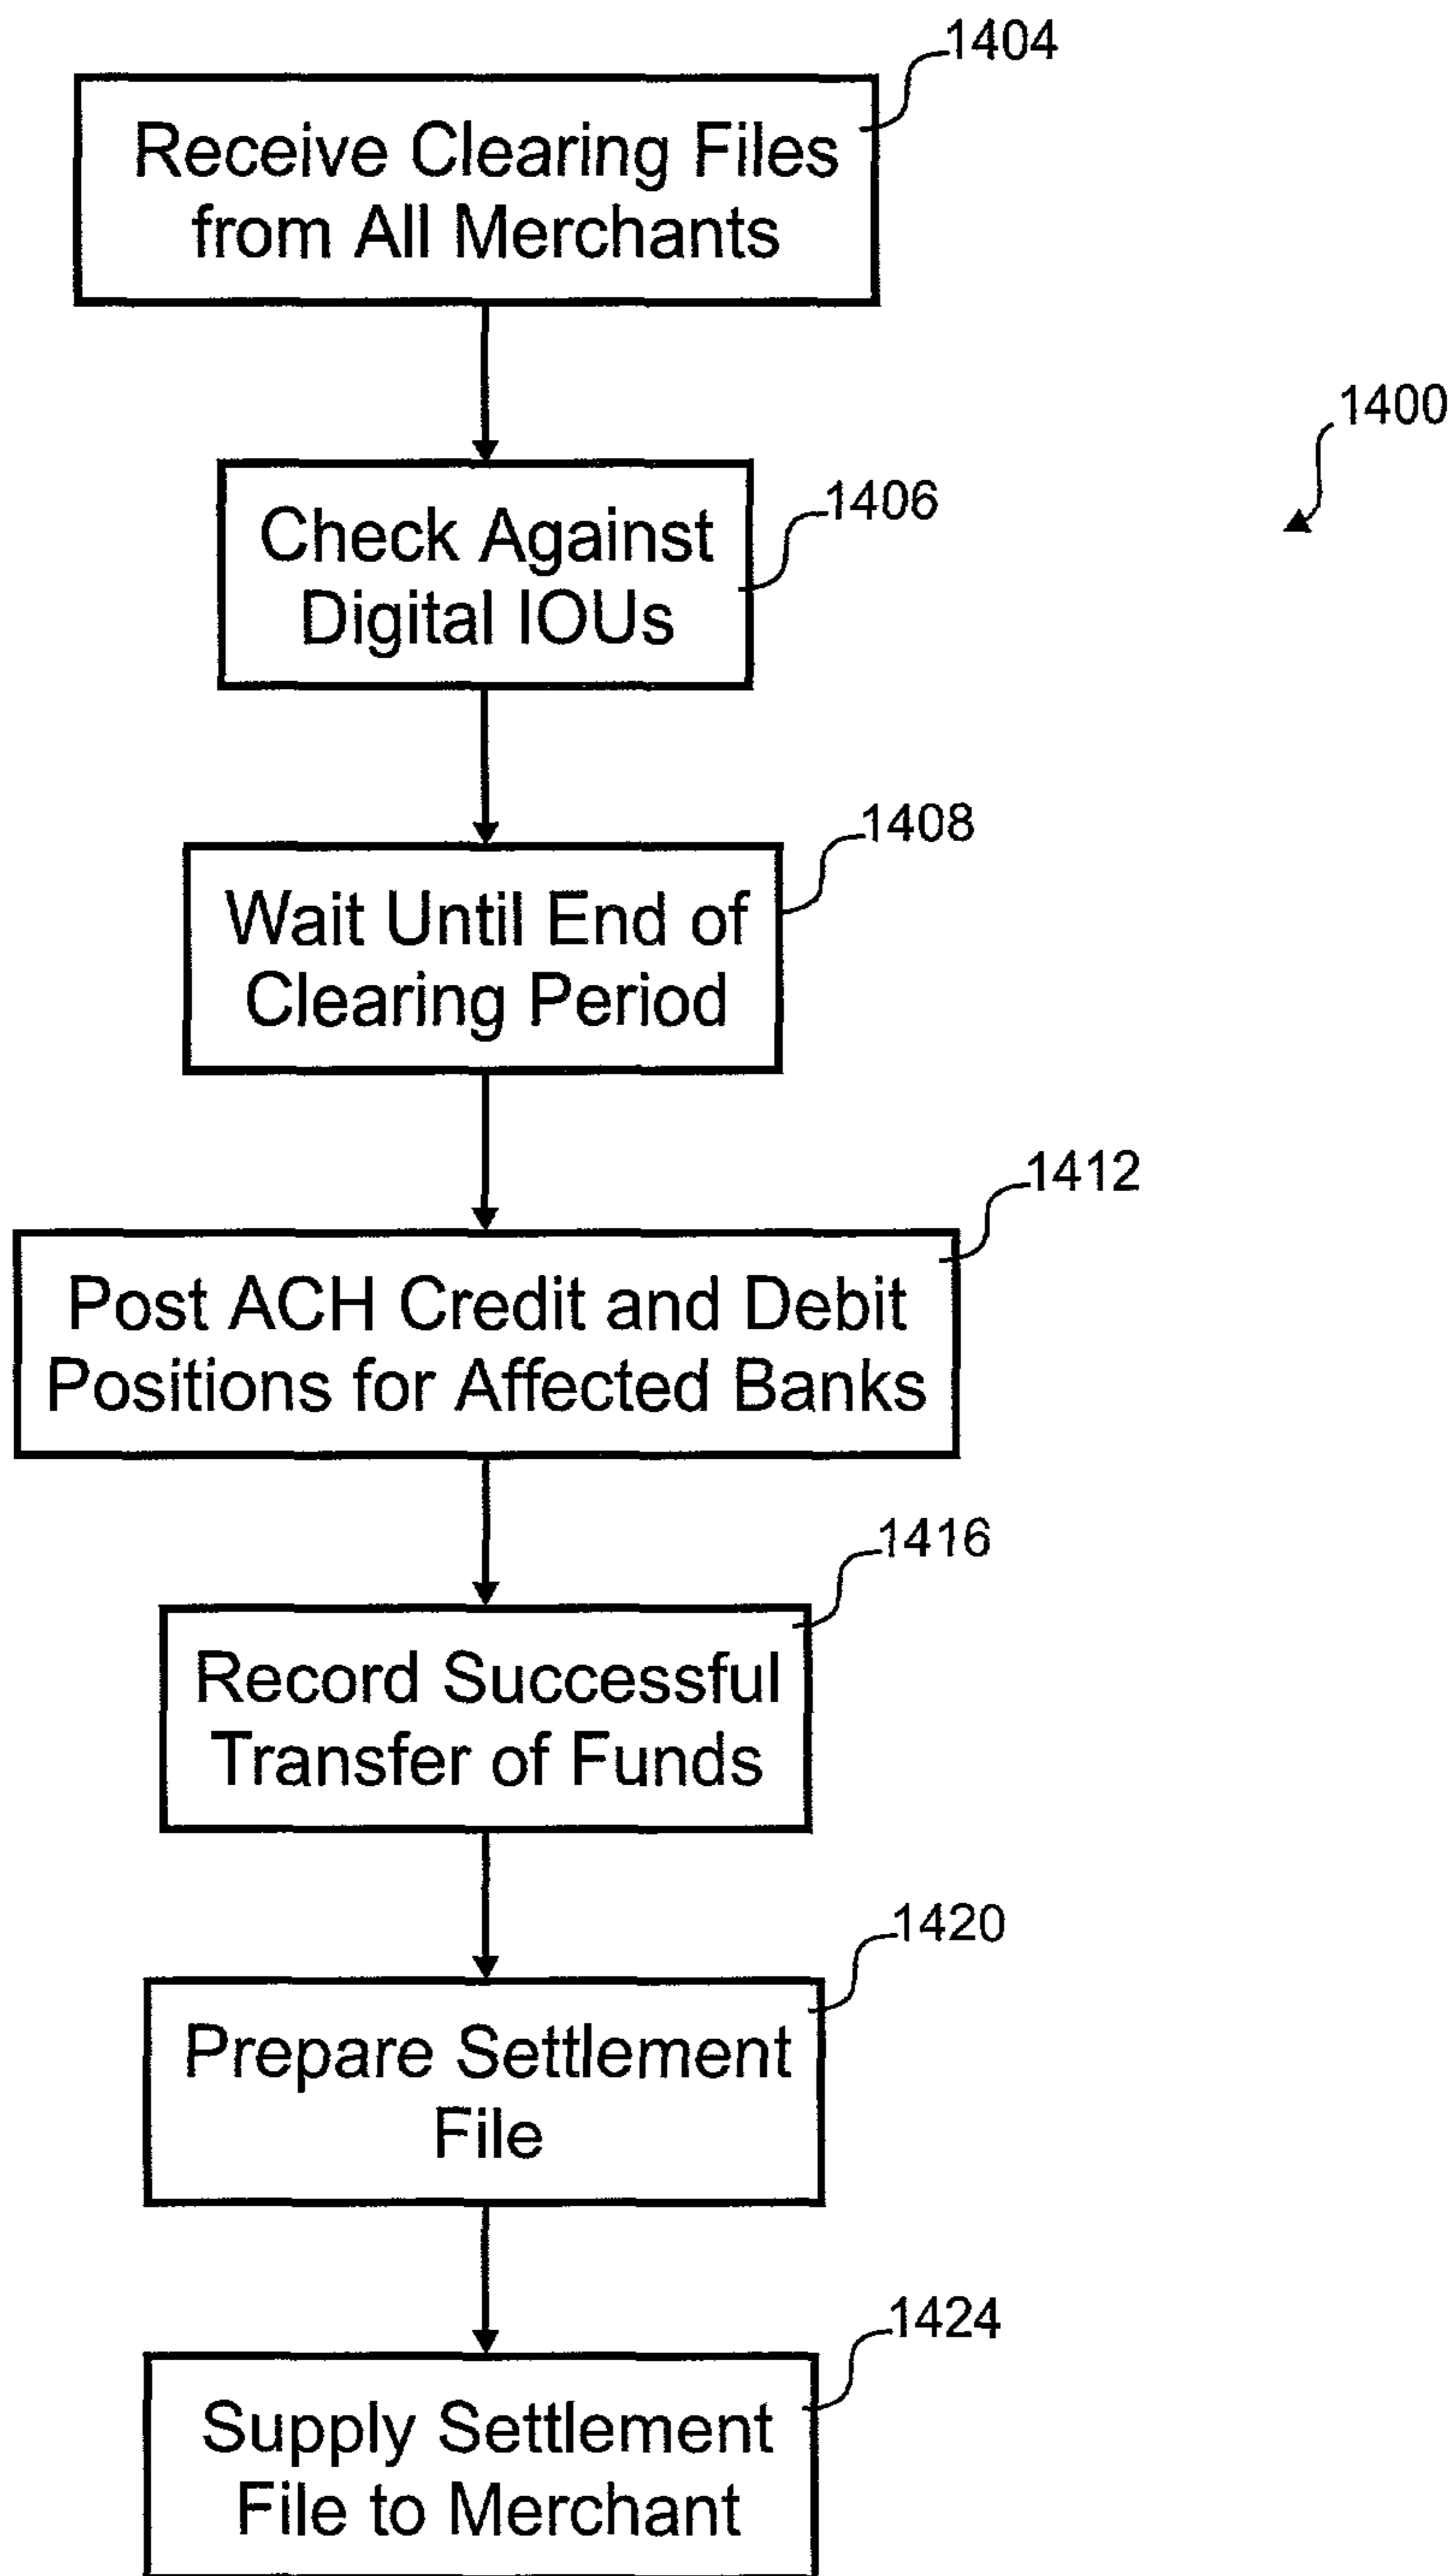 1404
Receive Clearing Files
from All Merchants
1400
1406
Check Against
Digital IOUs
1408
Wait Until End of
Clearing Period
1412
Post ACH Credit and Debit
Positions for Affected Banks
1416
Record Successful
Transfer of Funds
1420
Prepare Settlement
File
1424
Supply Settlement
File to Merchant